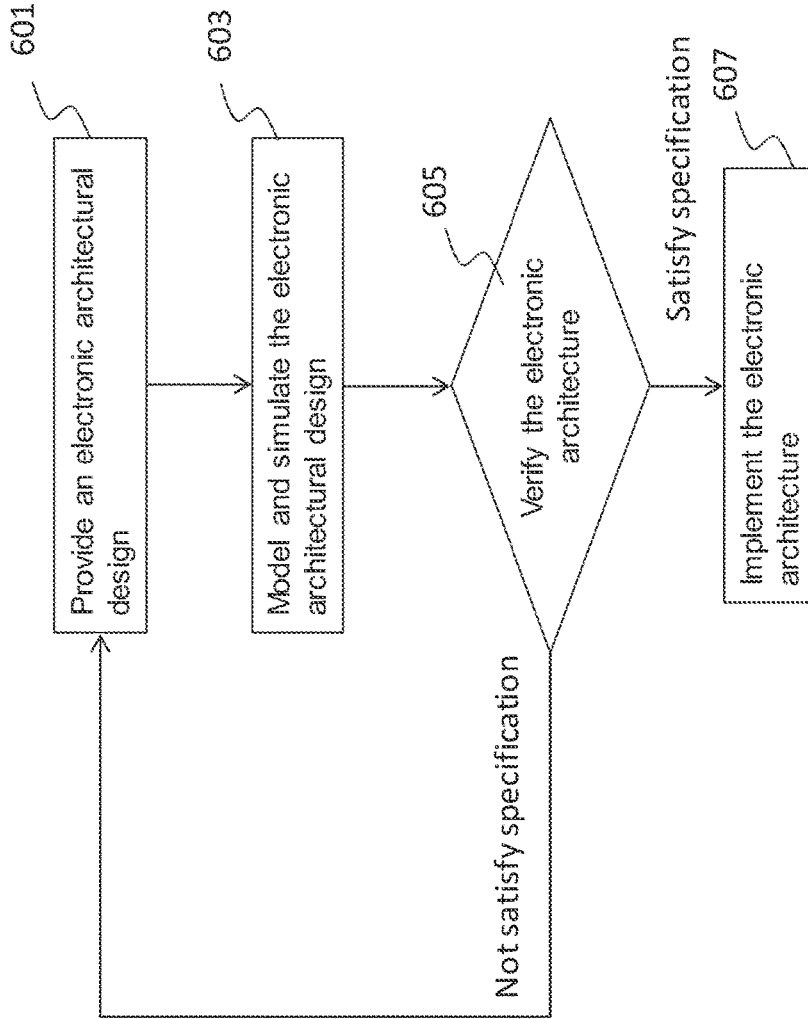 601
Provide an electronic architectural
design
603
Model and simulate the electronic
architectural design
605
Verify the electronic
architecture
Not satisfy specification
Satisfy specification
607
Implement the electronic
architecture